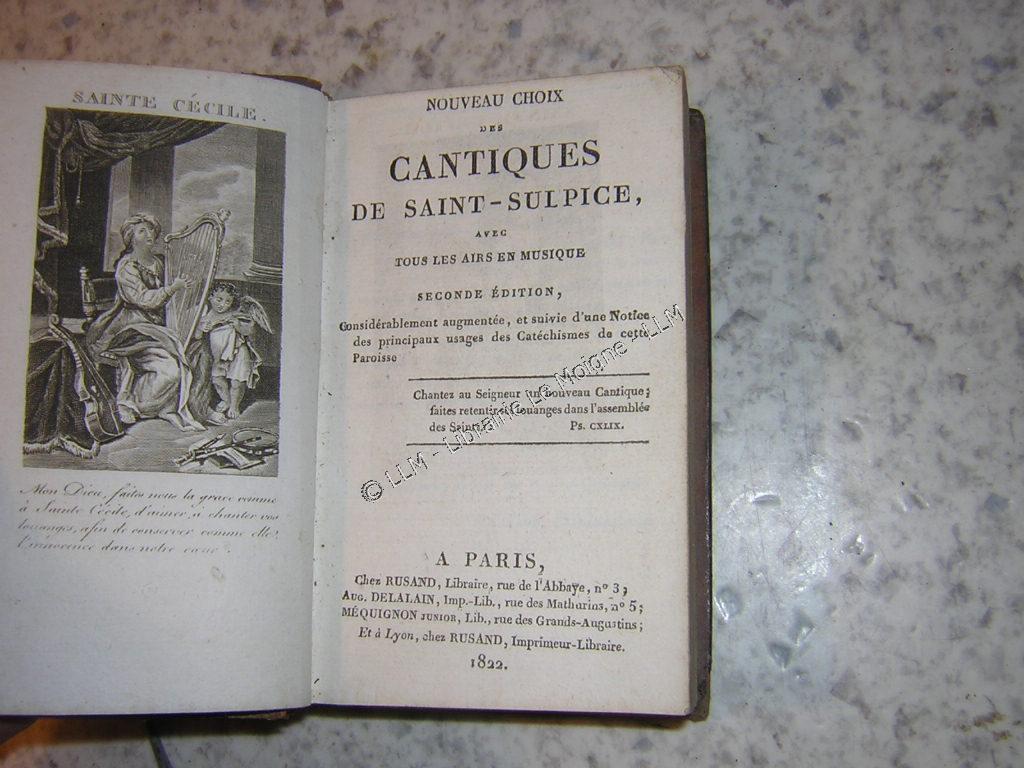 SAINTE CÉCILE.
Mon Dieu, faites nous la grace comme
à Sainte Cécile, d'aimer à chanter vos
louanges, afin de conserver comme elle
l'innocence dans notre cœur.
NOUVEAU CHOIX
DES
CANTIQUES
DE SAINT-SULPICE,
AVEC
TOUS LES AIRS EN MUSIQUE
SECONDE ÉDITION,
Considérablement augmentée, et suivie d'une Notice
des principaux usages des Catéchismes de cette
Paroisse
Chantez au Seigneur un nouveau Cantique;
faites retentir louanges dans l'assemblée
des Saints. Ps. CXLIX.
© LLM - Librairie Le Moigne - LLM
A PARIS,
Chez RUSAND, Libraire, rue de l'Abbaye, n° 3;
AUG. DELALAIN, Imp.-Lib., rue des Mathurins, n° 5;
MÉQUIGNON JUNIOR, Lib., rue des Grands-Augustins;
Et à Lyon, chez RUSAND, Imprimeur-Libraire.
1822.